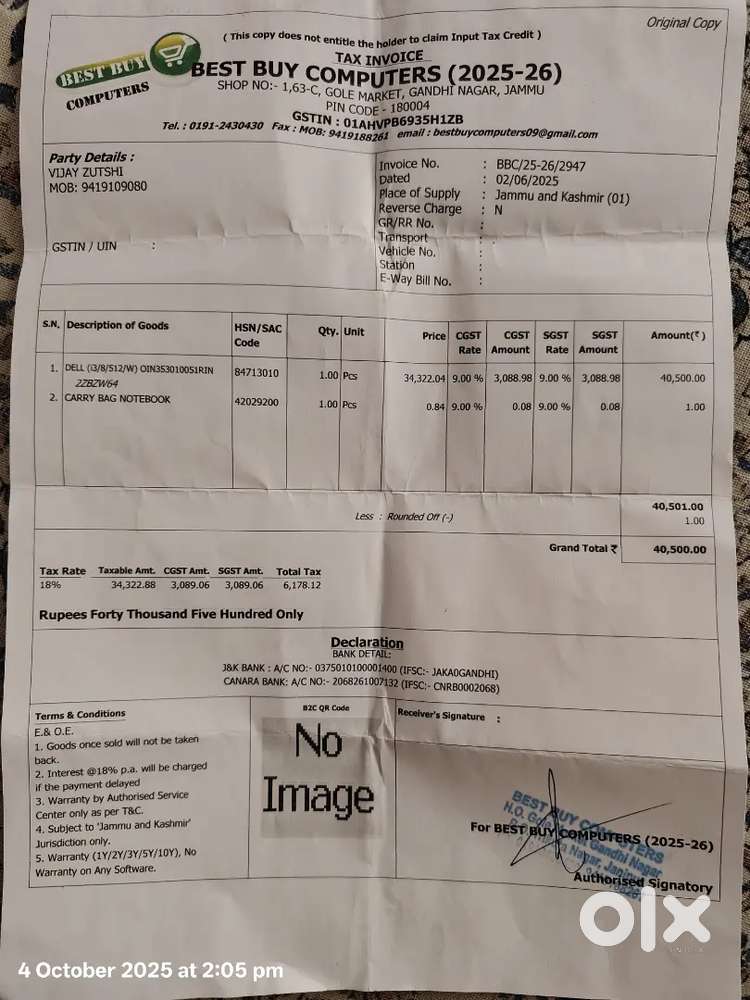 Original Copy
( This copy does not entitle the holder to claim Input Tax Credit )
TAX INVOICE
BEST BUY
COMPUTERS
BEST BUY COMPUTERS (2025-26)
SHOP NO:- 1,63-C, GOLE MARKET, GANDHI NAGAR, JAMMU
PIN CODE - 180004
GSTIN : 01AHVPB6935H1ZB
Tel. : 0191-2430430 Fax : MOB: 9419188261 email : bestbuycomputers09@gmail.com
Party Details :
VIJAY ZUTSHI
MOB: 9419109080
GSTIN / UIN :
Invoice No. : BBC/25-26/2947
Dated : 02/06/2025
Place of Supply : Jammu and Kashmir (01)
Reverse Charge : N
GR/RR No. :
Transport :
Vehicle No. :
Station :
E-Way Bill No. :
S.N. Description of Goods HSN/SAC Code Qty. Unit Price CGST Rate CGST Amount SGST Rate SGST Amount Amount(₹)
1. DELL (i3/8/512/W) OIN353010051RIN 84713010 1.00 Pcs 34,322.04 9.00 % 3,088.98 9.00 % 3,088.98 40,500.00
2ZBZW64
2. CARRY BAG NOTEBOOK 42029200 1.00 Pcs 0.84 9.00 % 0.08 9.00 % 0.08 1.00
40,501.00
Less : Rounded Off (-) 1.00
Grand Total ₹ 40,500.00
Tax Rate Taxable Amt. CGST Amt. SGST Amt. Total Tax
18% 34,322.88 3,089.06 3,089.06 6,178.12
Rupees Forty Thousand Five Hundred Only
Declaration
BANK DETAIL:
J&K BANK : A/C NO:- 0375010100001400 (IFSC:- JAKA0GANDHI)
CANARA BANK: A/C NO:- 2068261007132 (IFSC:- CNRB0002068)
Terms & Conditions
E.& O.E.
1. Goods once sold will not be taken
back.
2. Interest @18% p.a. will be charged
if the payment delayed
3. Warranty by Authorised Service
Center only as per T&C.
4. Subject to 'Jammu and Kashmir'
Jurisdiction only.
5. Warranty (1Y/2Y/3Y/5Y/10Y), No
Warranty on Any Software.
B2C QR Code
No
Image
Receiver's Signature :
BEST BUY COMPUTERS
For BEST BUY COMPUTERS (2025-26)
Authorised Signatory
olx
4 October 2025 at 2:05 pm